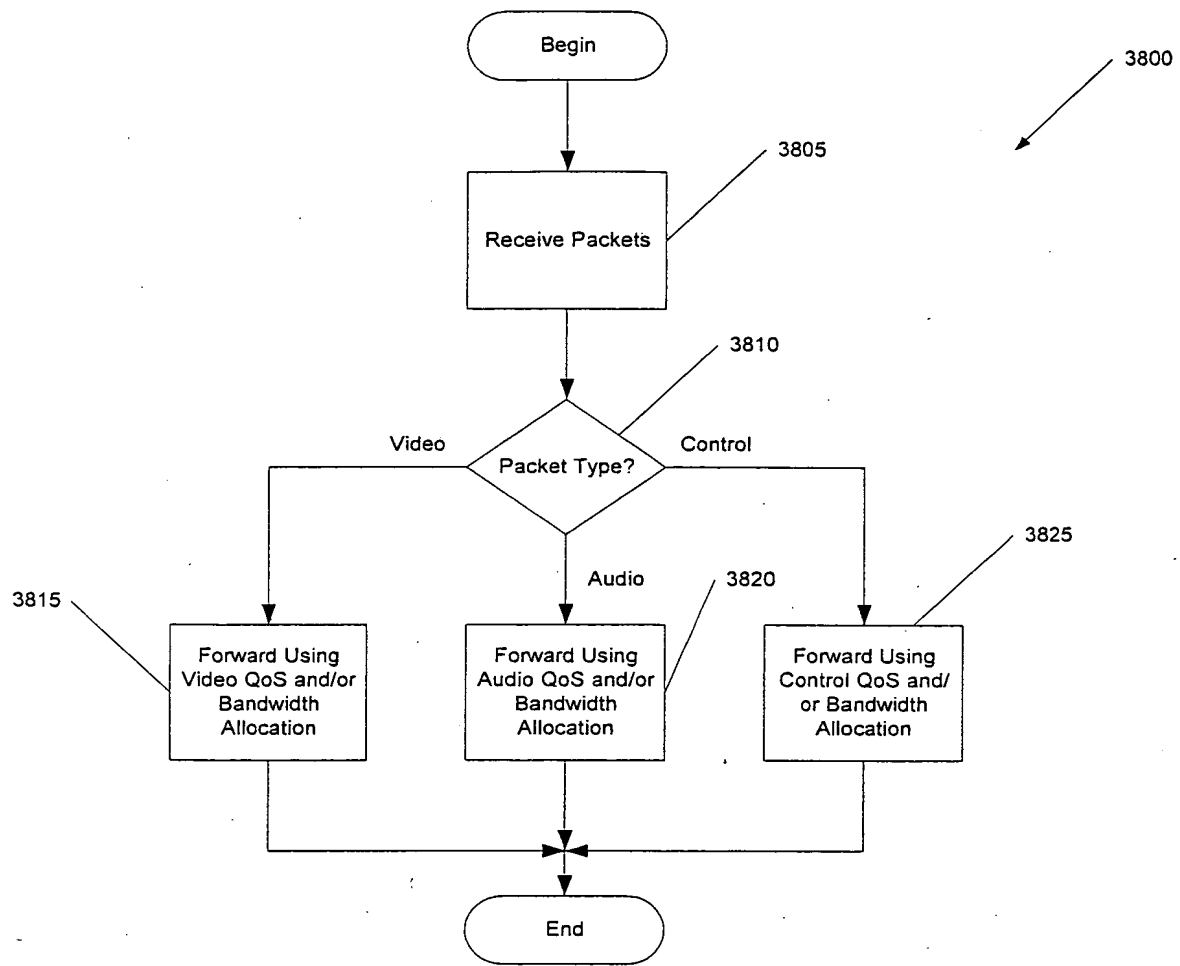 Begin
3800
3805
Receive Packets
3810
Video
Control
Packet Type?
3825
Audio
3820
3815
Forward Using
Video QoS and/or
Bandwidth
Allocation
Forward Using
Audio QoS and/or
Bandwidth
Allocation
Forward Using
Control QoS and/
or Bandwidth
Allocation
End